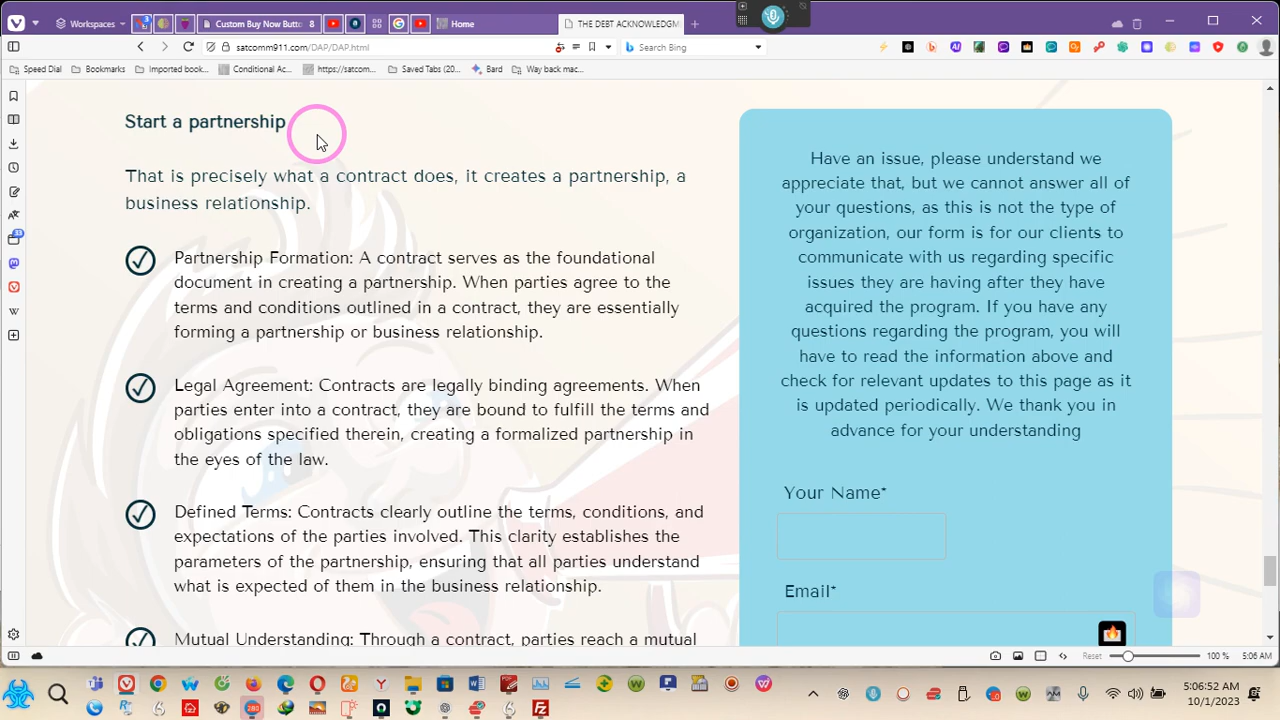 Workspaces
3
Custom Buy Now Butto
8
Home
THE DEBT ACKNOWLEDGM
satcomm911.com/DAP/DAP.html
Search Bing
Speed Dial
Bookmarks
Imported book...
Conditional Ac...
https://satcom...
Saved Tabs (20...
Bard
Way back mac...
Start a partnership
That is precisely what a contract does, it creates a partnership, a
business relationship.
Partnership Formation: A contract serves as the foundational
document in creating a partnership. When parties agree to the
terms and conditions outlined in a contract, they are essentially
forming a partnership or business relationship.
Legal Agreement: Contracts are legally binding agreements. When
parties enter into a contract, they are bound to fulfill the terms and
obligations specified therein, creating a formalized partnership in
the eyes of the law.
Defined Terms: Contracts clearly outline the terms, conditions, and
expectations of the parties involved. This clarity establishes the
parameters of the partnership, ensuring that all parties understand
what is expected of them in the business relationship.
Mutual Understanding: Through a contract, parties reach a mutual
Have an issue, please understand we
appreciate that, but we cannot answer all of
your questions, as this is not the type of
organization, our form is for our clients to
communicate with us regarding specific
issues they are having after they have
acquired the program. If you have any
questions regarding the program, you will
have to read the information above and
check for relevant updates to this page as it
is updated periodically. We thank you in
advance for your understanding
Your Name*
Email*
Reset
100 %
5:06 AM
5:06:52 AM
10/1/2023